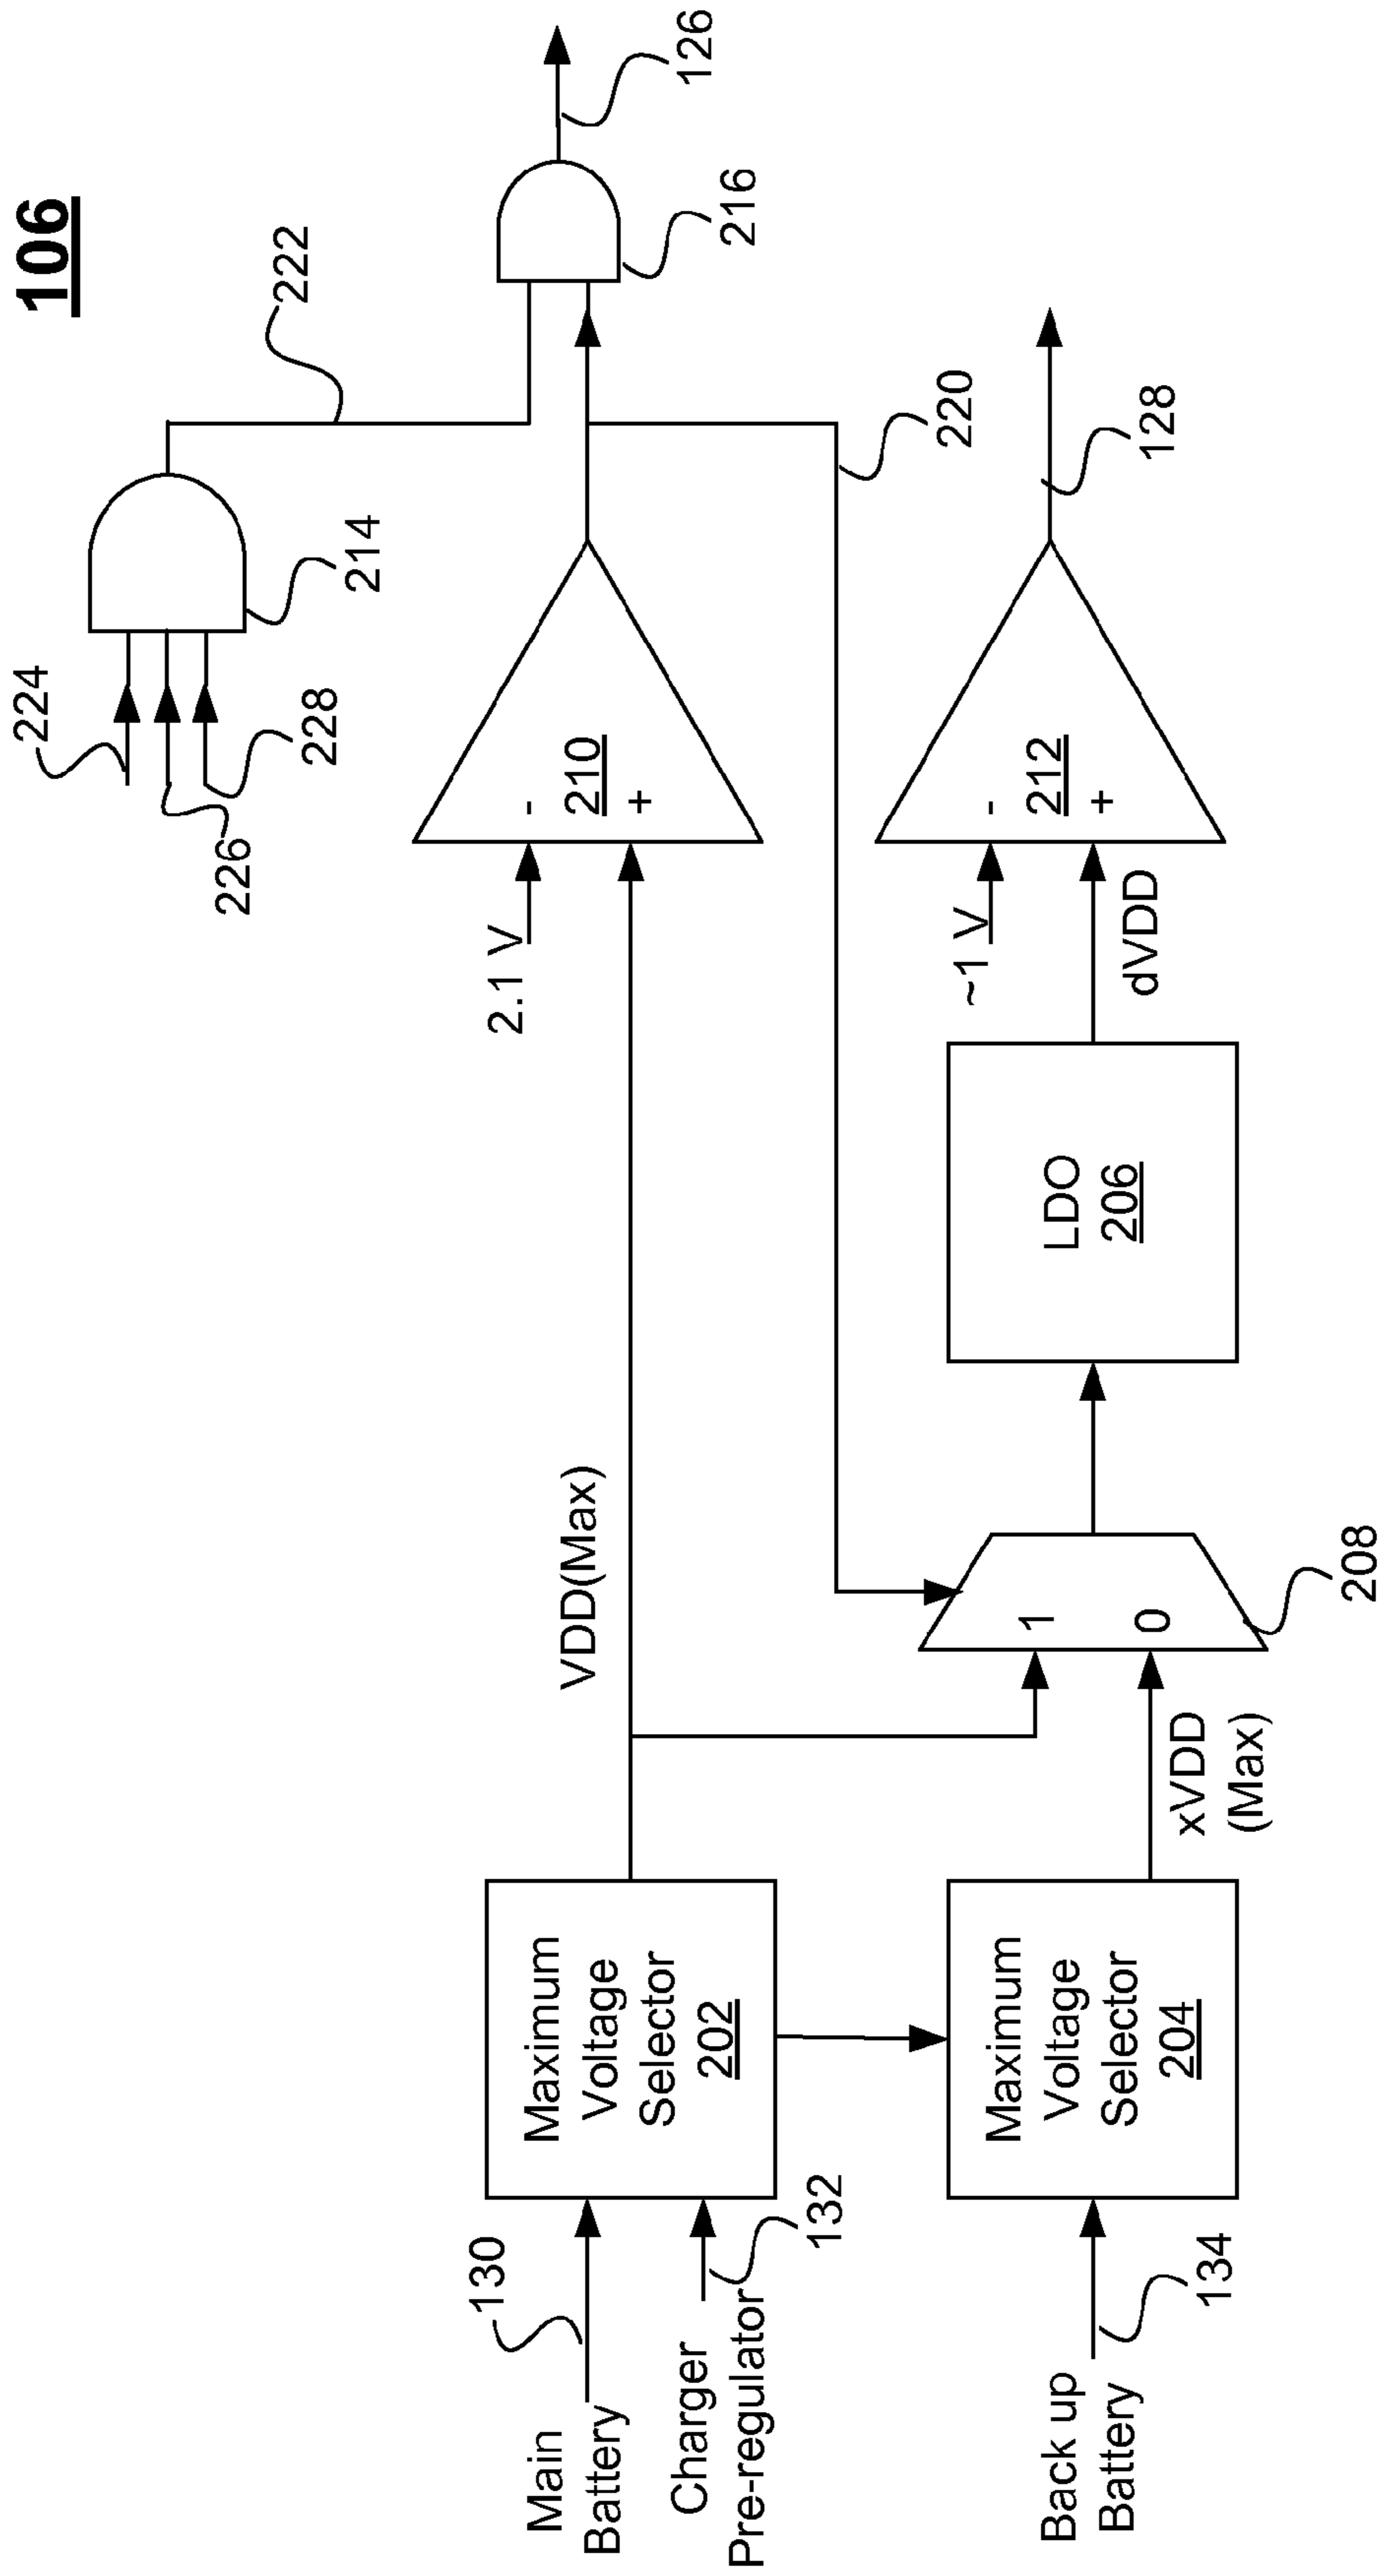 106
224
226
228
214
222
126
216
2.1 V
-
210
+
220
VDD(Max)
130
Main
Battery
Charger
Pre-regulator
132
Maximum
Voltage
Selector
202
Back up
Battery
134
Maximum
Voltage
Selector
204
xVDD
(Max)
1
0
208
LDO
206
dVDD
~1 V
-
212
+
128